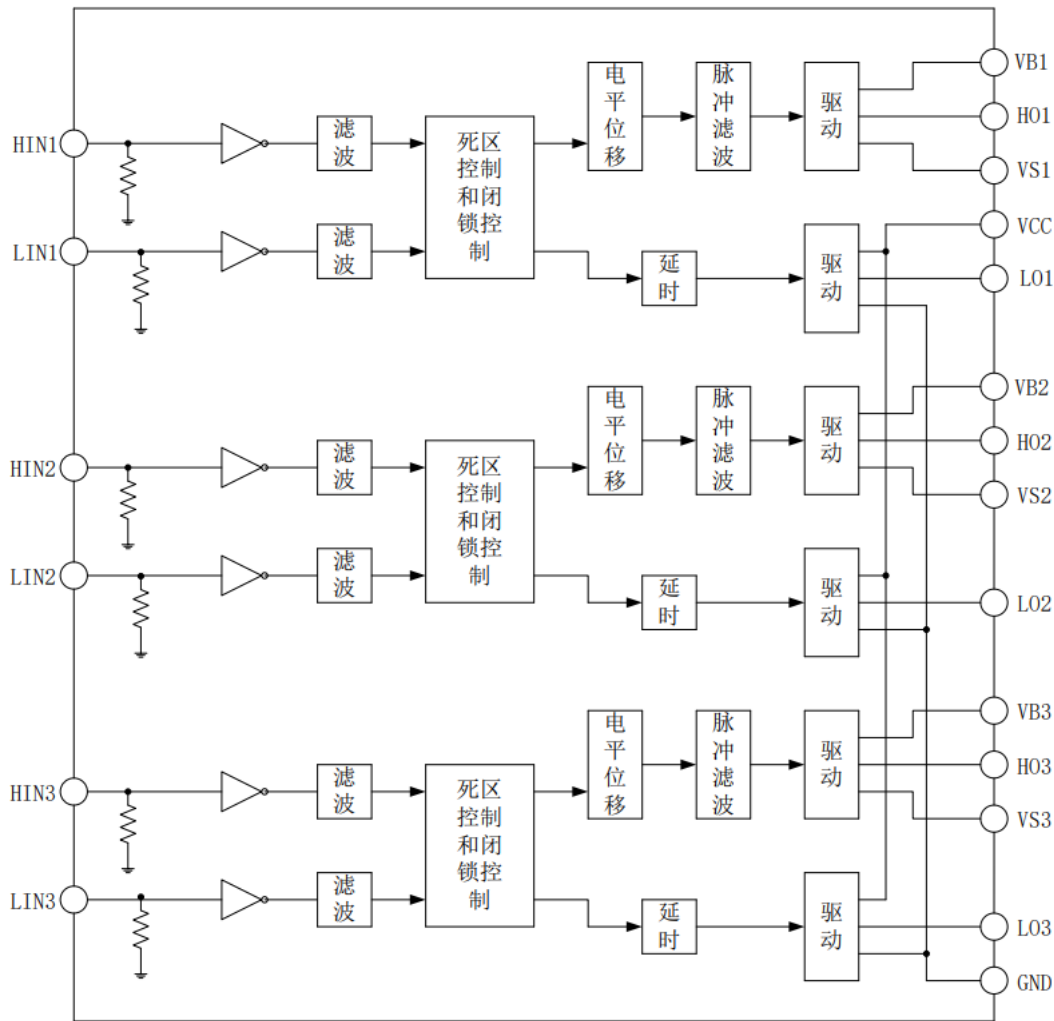 VB1
电
平
位
移
脉
冲
滤
波
驱
动
HO1
HIN1
滤
波
死区
控制
和闭
锁控
制
VS1
VCC
LIN1
滤
波
延
时
驱
动
LO1
VB2
电
平
位
移
脉
冲
滤
波
驱
动
HO2
HIN2
滤
波
死区
控制
和闭
锁控
制
VS2
LIN2
滤
波
延
时
驱
动
LO2
VB3
电
平
位
移
脉
冲
滤
波
驱
动
HO3
HIN3
滤
波
死区
控制
和闭
锁控
制
VS3
LIN3
滤
波
延
时
驱
动
LO3
GND